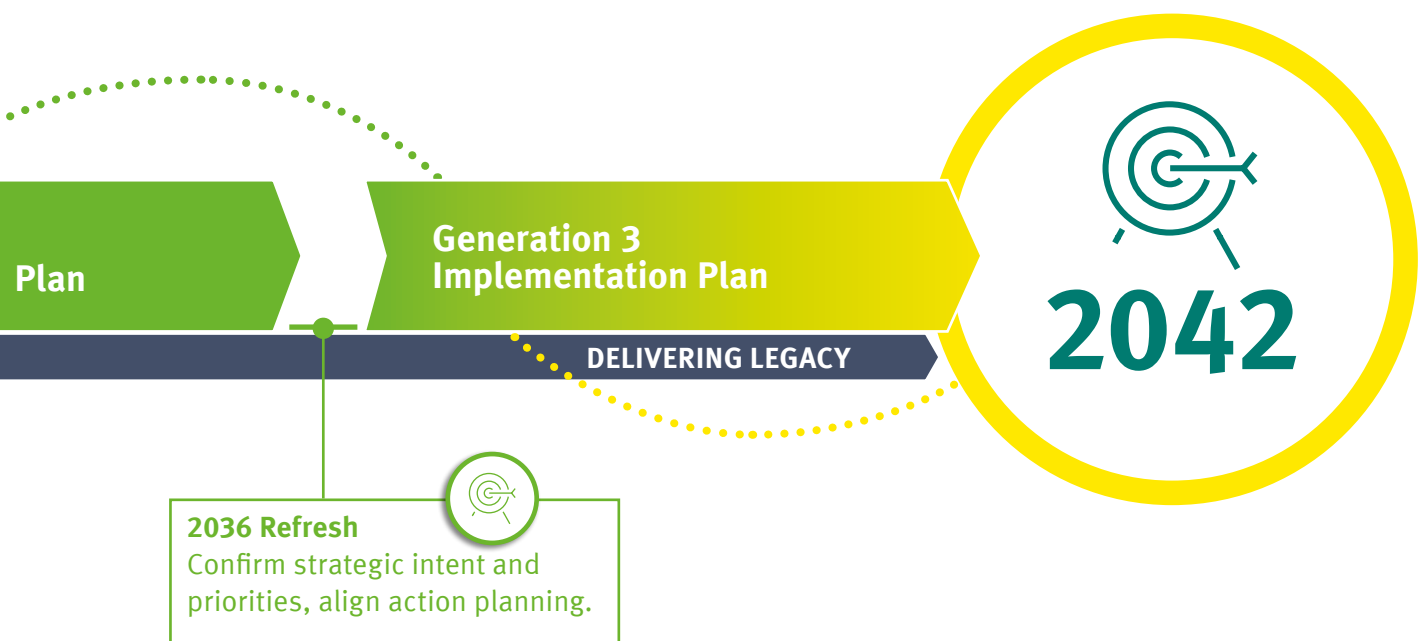 Plan
Generation 3
Implementation Plan
2042
DELIVERING LEGACY
2036 Refresh
Confirm strategic intent and
priorities, align action planning.